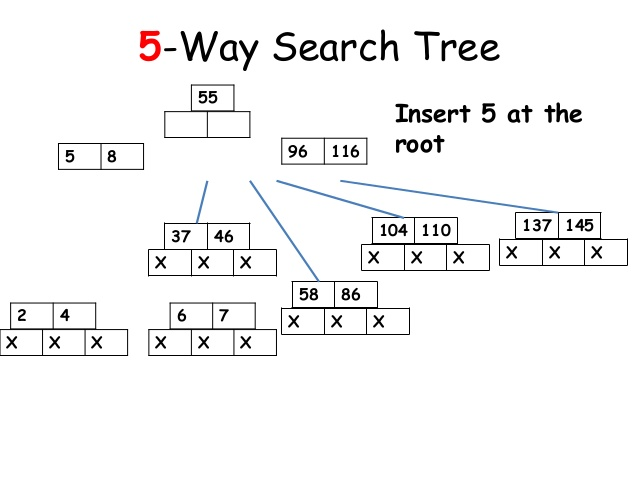 5-Way Search Tree
55
Insert 5 at the
root
5 8
96 116
37 46
X X X
104 110
X X X
137 145
X X X
58 86
X X X
2 4
X X X
6 7
X X X